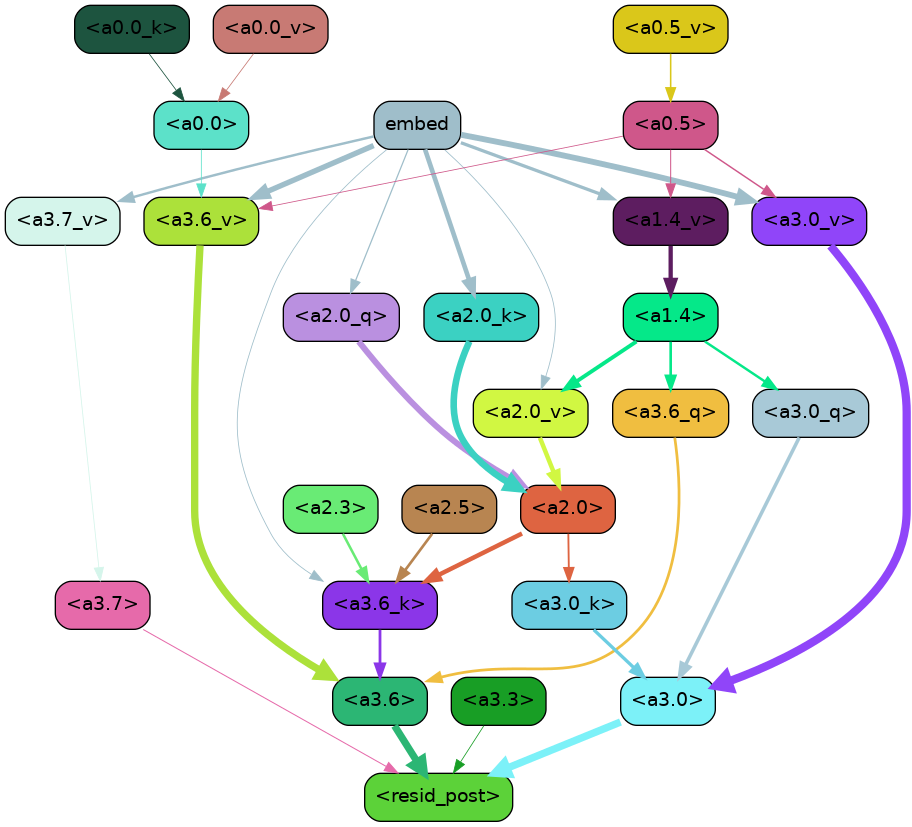 <a0.0_k>
<a0.0_v>
<a0.5_v>
<a0.0>
embed
<a0.5>
<a3.7_v>
<a3.6_v>
<a1.4_v>
<a3.0_v>
<a2.0_q>
<a2.0_k>
<a1.4>
<a2.0_v>
<a3.6_q>
<a3.0_q>
<a2.3>
<a2.5>
<a2.0>
<a3.7>
<a3.6_k>
<a3.0_k>
<a3.6>
<a3.3>
<a3.0>
<resid_post>